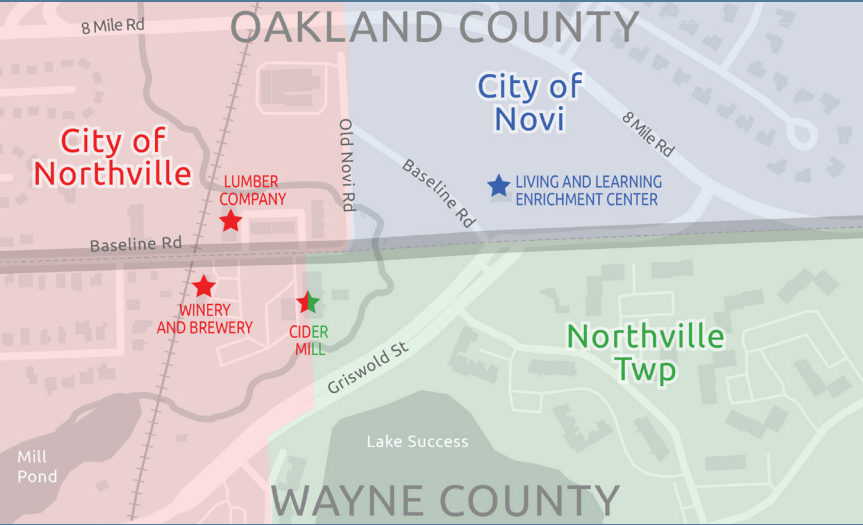 OAKLAND COUNTY
8 Mile Rd
City of
Novi
City of
Northville
Old Novi Rd
8 Mile Rd
Baseline Rd
LUMBER
COMPANY
LIVING AND LEARNING
ENRICHMENT CENTER
Baseline Rd
WINERY
AND BREWERY
CIDER
MILL
Northville
Twp
Griswold St
Lake Success
Mill
Pond
WAYNE COUNTY